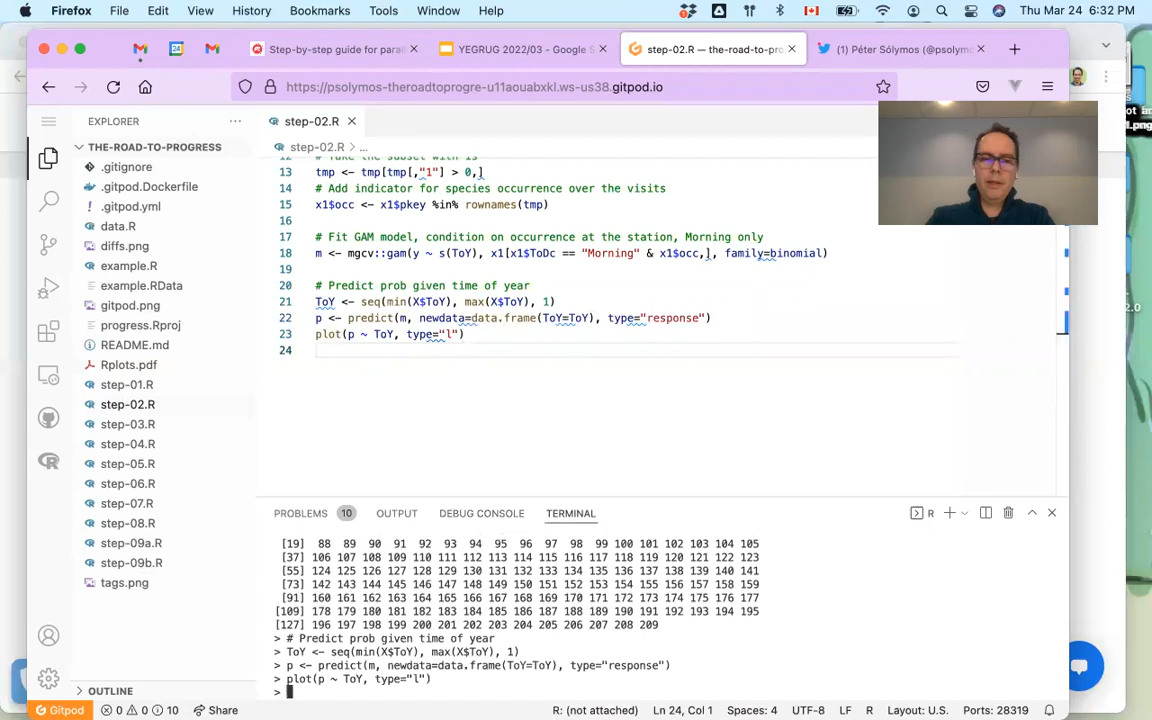 Firefox File Edit View History Bookmarks Tools Window Help Thu Mar 24 6:32 PM
Step-by-step guide for paral
YEGRUG 2022/03 - Google S
step-02.R — the-road-to-pro
(1) Péter Sólymos (@psolymo
https://psolymos-theroadtoprogre-u11aouabxkl.ws-us38.gitpod.io
EXPLORER
step-02.R
THE-ROAD-TO-PROGRESS
step-02.R > ...
.gitignore
.gitpod.Dockerfile
.gitpod.yml
data.R
diffs.png
example.R
example.RData
gitpod.png
progress.Rproj
README.md
Rplots.pdf
step-01.R
step-02.R
step-03.R
step-04.R
step-05.R
step-06.R
step-07.R
step-08.R
step-09a.R
step-09b.R
tags.png
OUTLINE
12 # Take the subset with 1s
13 tmp <- tmp[tmp[,"1"] > 0,]
14 # Add indicator for species occurrence over the visits
15 x1$occ <- x1$pkey %in% rownames(tmp)
16
17 # Fit GAM model, condition on occurrence at the station, Morning only
18 m <- mgcv::gam(y ~ s(ToY), x1[x1$ToDc == "Morning" & x1$occ,], family=binomial)
19
20 # Predict prob given time of year
21 ToY <- seq(min(X$ToY), max(X$ToY), 1)
22 p <- predict(m, newdata=data.frame(ToY=ToY), type="response")
23 plot(p ~ ToY, type="l")
24
PROBLEMS 10 OUTPUT DEBUG CONSOLE TERMINAL R
[19] 88 89 90 91 92 93 94 95 96 97 98 99 100 101 102 103 104 105
[37] 106 107 108 109 110 111 112 113 114 115 116 117 118 119 120 121 122 123
[55] 124 125 126 127 128 129 130 131 132 133 134 135 136 137 138 139 140 141
[73] 142 143 144 145 146 147 148 149 150 151 152 153 154 155 156 157 158 159
[91] 160 161 162 163 164 165 166 167 168 169 170 171 172 173 174 175 176 177
[109] 178 179 180 181 182 183 184 185 186 187 188 189 190 191 192 193 194 195
[127] 196 197 198 199 200 201 202 203 204 205 206 207 208 209
> # Predict prob given time of year
> ToY <- seq(min(X$ToY), max(X$ToY), 1)
> p <- predict(m, newdata=data.frame(ToY=ToY), type="response")
> plot(p ~ ToY, type="l")
>
Gitpod 0 0 10 Share R: (not attached) Ln 24, Col 1 Spaces: 4 UTF-8 LF R Layout: U.S. Ports: 28319